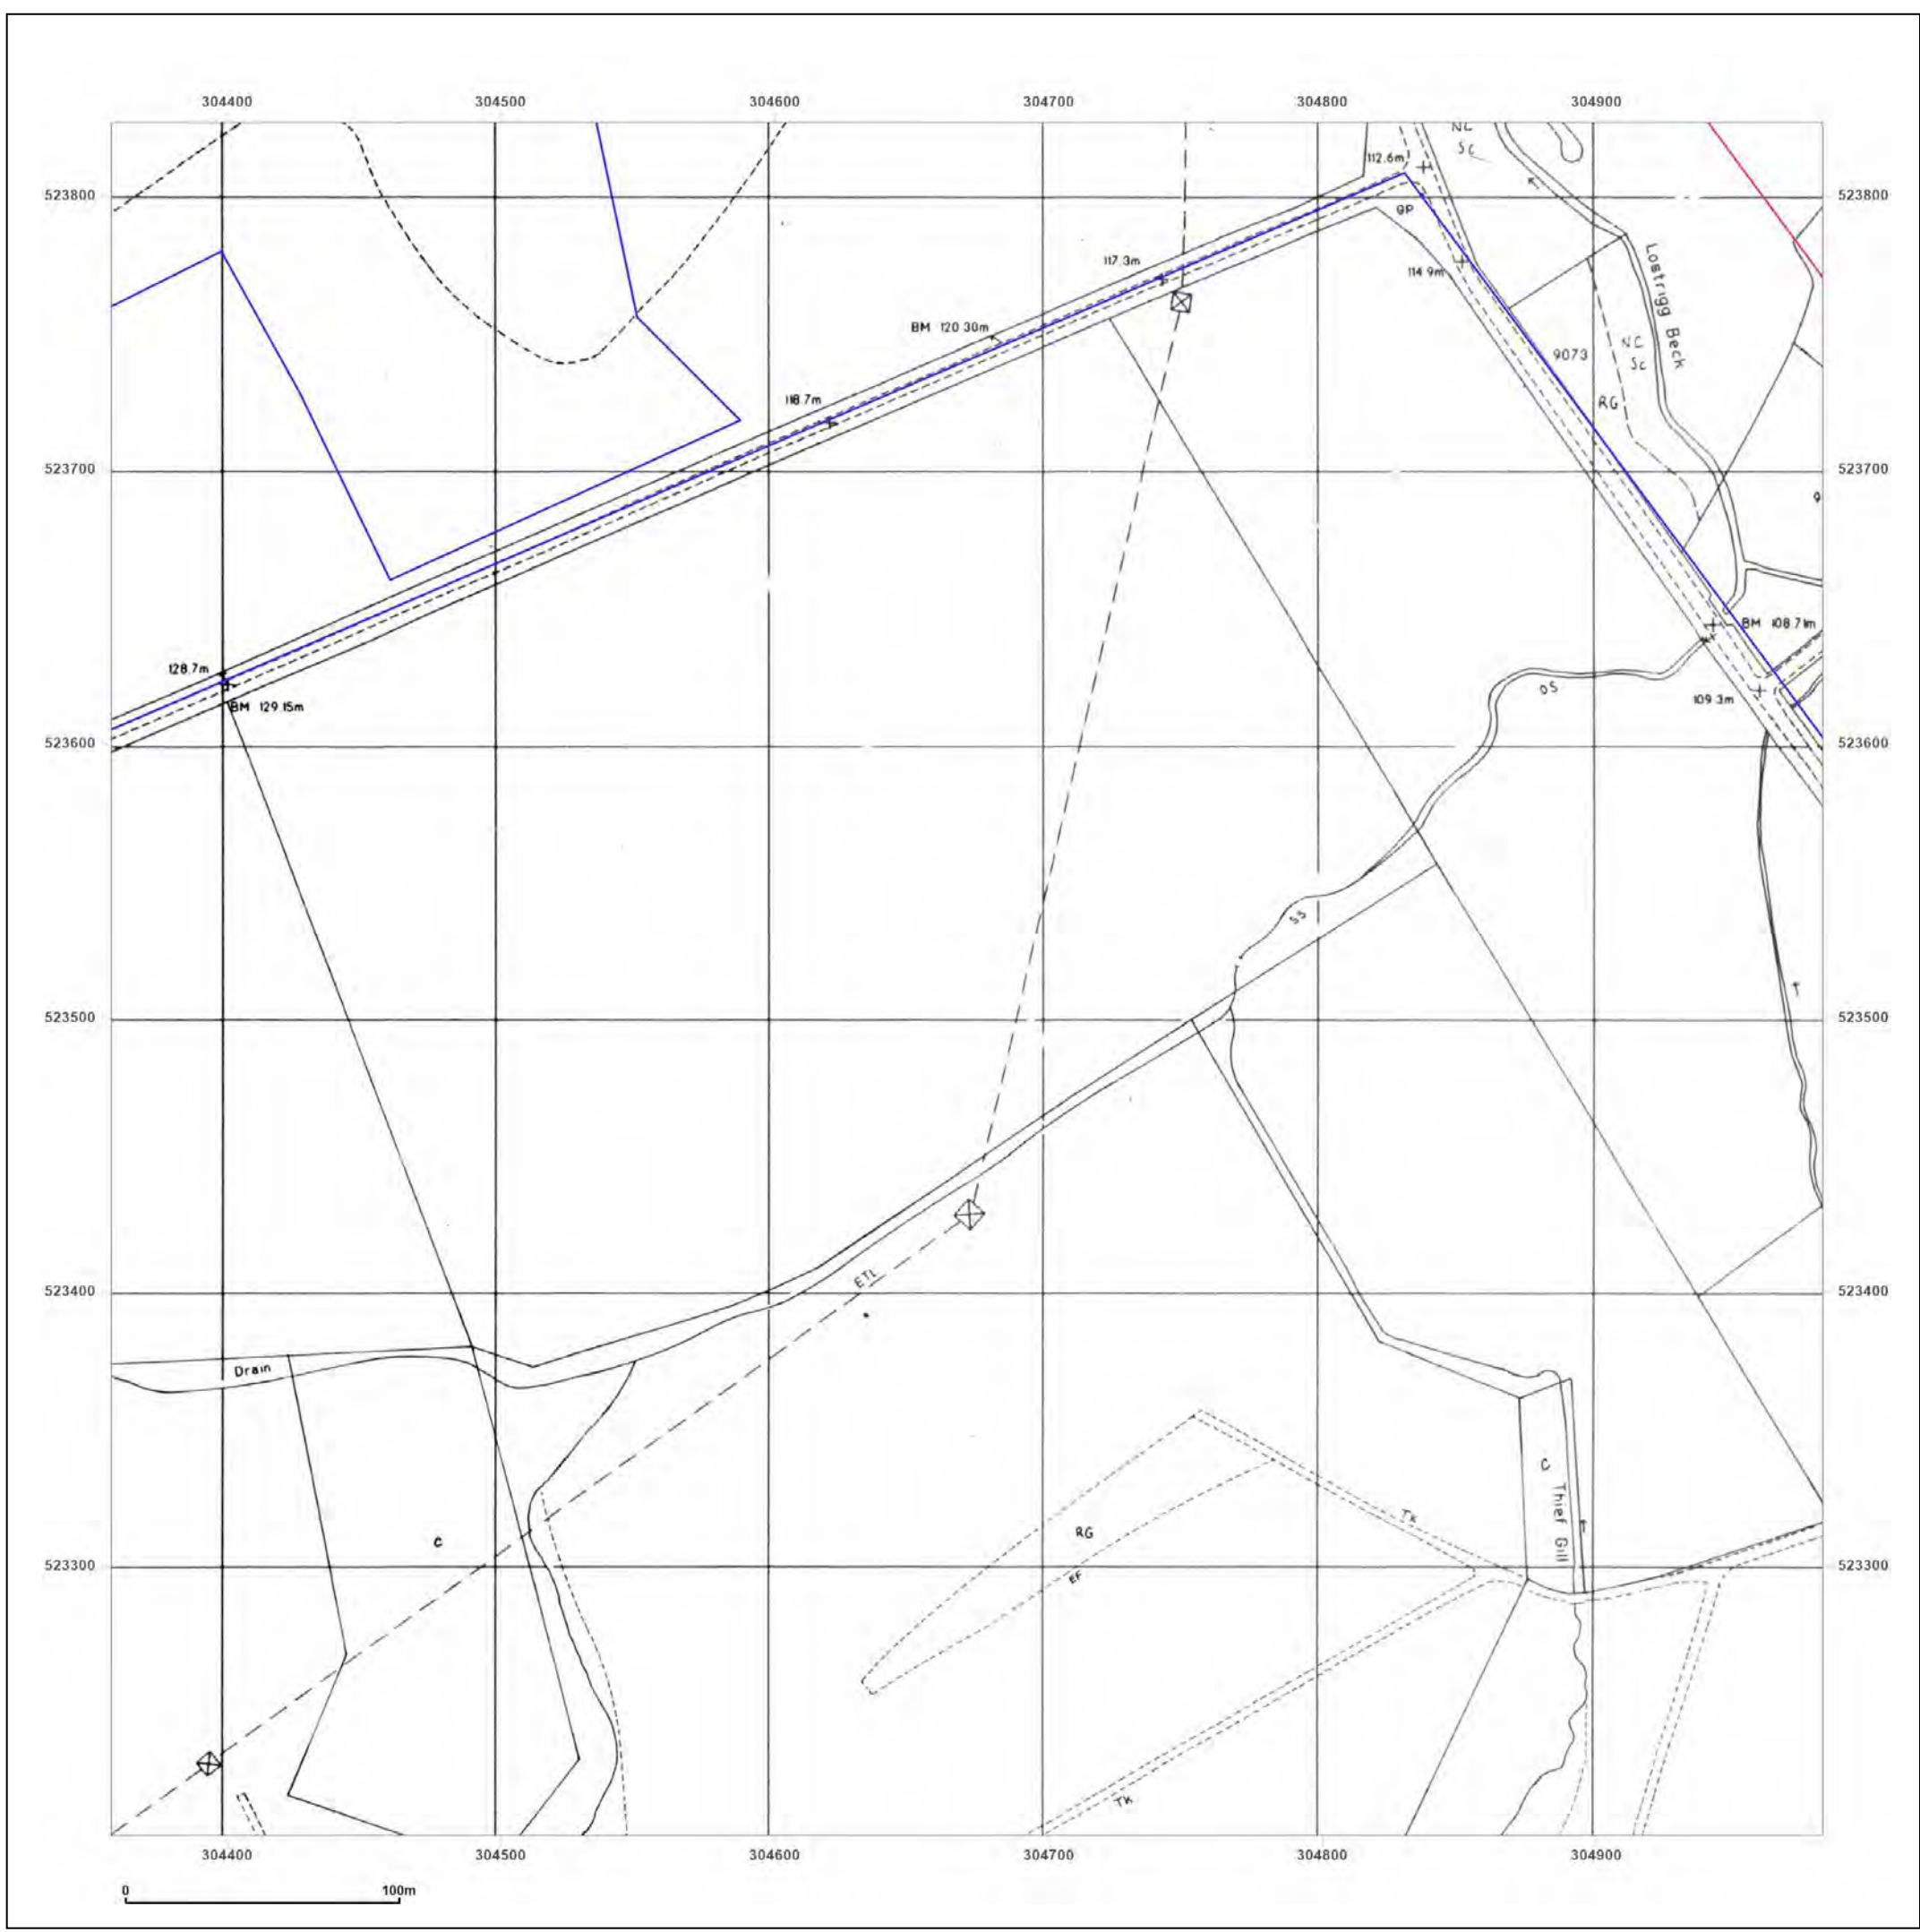 304400 304500 304600 304700 304800 304900
NC
Sc
112.6m
523800 523800
GP
117.3m
114.9m
Lostrigg Beck
BM 120.30m
NC
Sc
9073
118.7m
RG
523700 523700
9
BM 108.71m
128.7m
DS
109.3m
BM 129.15m
523600 523600
SS
523500 523500
ETL
523400 523400
Drain
C
Thief Gill
Tk
RG
C
EF
523300 523300
TK
304400 304500 304600 304700 304800 304900
0 100m